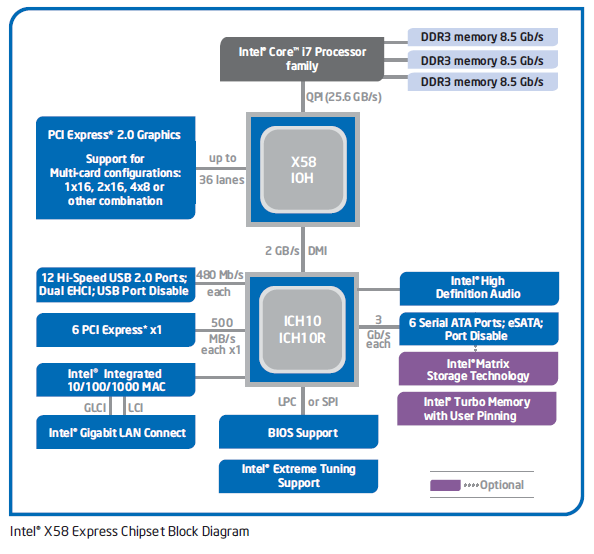 Intel® Core™ i7 Processor
family
DDR3 memory 8.5 Gb/s
DDR3 memory 8.5 Gb/s
DDR3 memory 8.5 Gb/s
QPI (25.6 GB/s)
PCI Express* 2.0 Graphics
Support for
Multi-card configurations:
1x16, 2x16, 4x8 or
other combination
up to
36 lanes
X58
IOH
2 GB/s DMI
12 Hi-Speed USB 2.0 Ports;
Dual EHCI; USB Port Disable
480 Mb/s
each
6 PCI Express* x1
500
MB/s
each x1
ICH10
ICH10R
Intel® High
Definition Audio
3
Gb/s
each
6 Serial ATA Ports; eSATA;
Port Disable
Intel® Matrix
Storage Technology
Intel® Turbo Memory
with User Pinning
Intel® Integrated
10/100/1000 MAC
GLCI LCI
Intel® Gigabit LAN Connect
LPC or SPI
BIOS Support
Intel® Extreme Tuning
Support
Optional
Intel® X58 Express Chipset Block Diagram